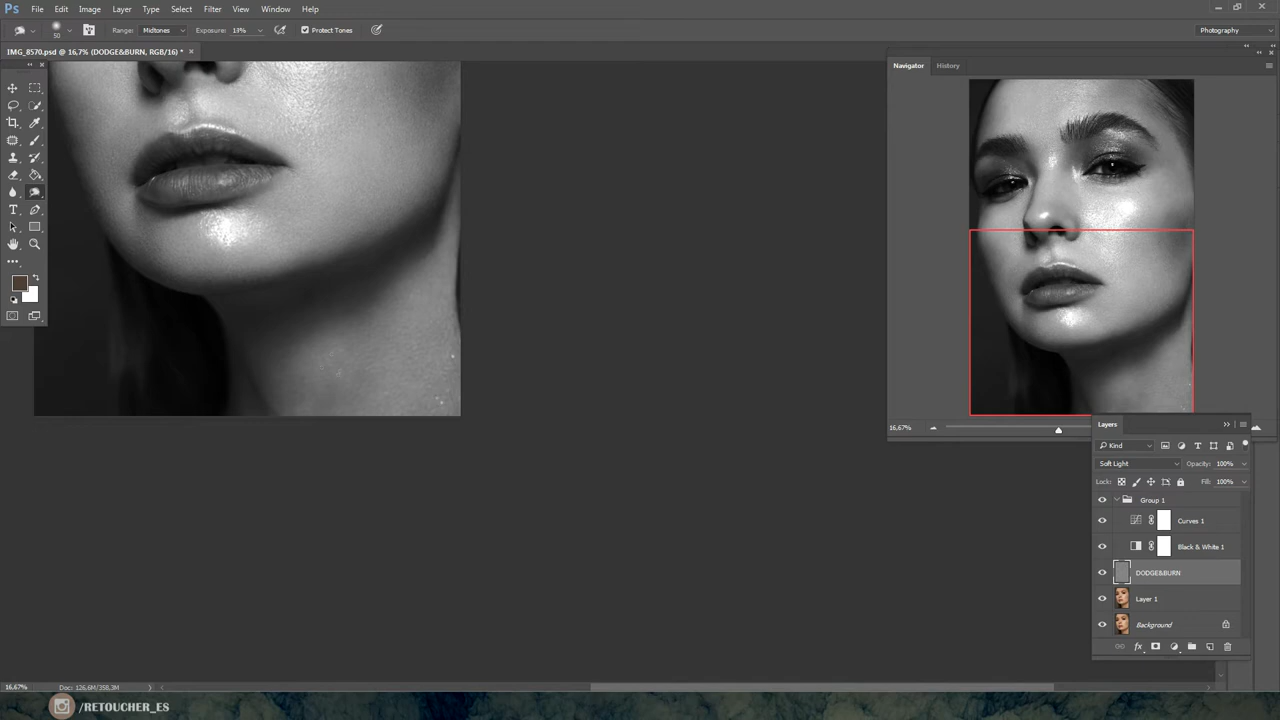 Ps File Edit Image Layer Type Select Filter View Window Help
50 Range: Midtones Exposure: 13% Protect Tones Photography
IMG_8570.psd @ 16,7% (DODGE&BURN, RGB/16) *
Navigator History
16,67%
Layers
Kind
Soft Light Opacity: 100%
Lock: Fill: 100%
Group 1
Curves 1
Black & White 1
DODGE&BURN
Layer 1
Background
fx
16,67% Doc: 126,6M/358,3M
/RETOUCHER_ES